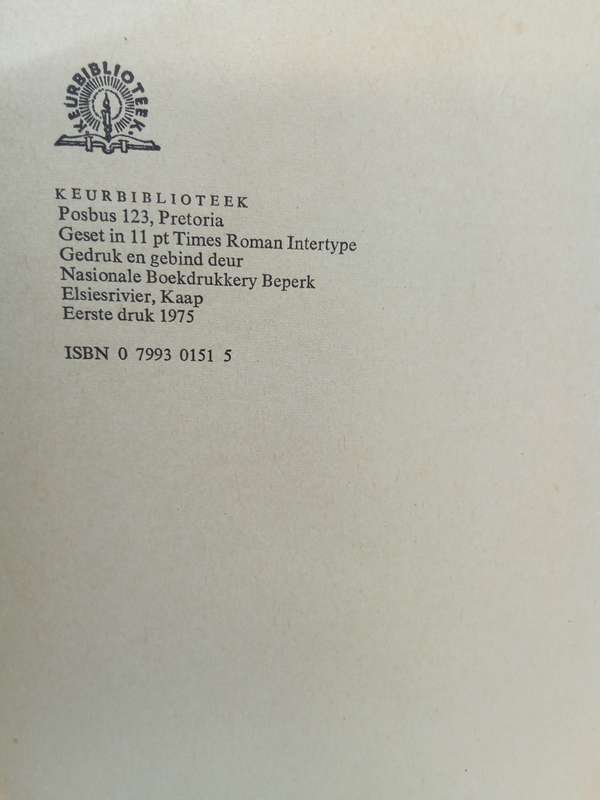 KEURBIBLIOTEEK
KEURBIBLIOTEEK
Posbus 123, Pretoria
Geset in 11 pt Times Roman Intertype
Gedruk en gebind deur
Nasionale Boekdrukkery Beperk
Elsiesrivier, Kaap
Eerste druk 1975
ISBN 0 7993 0151 5